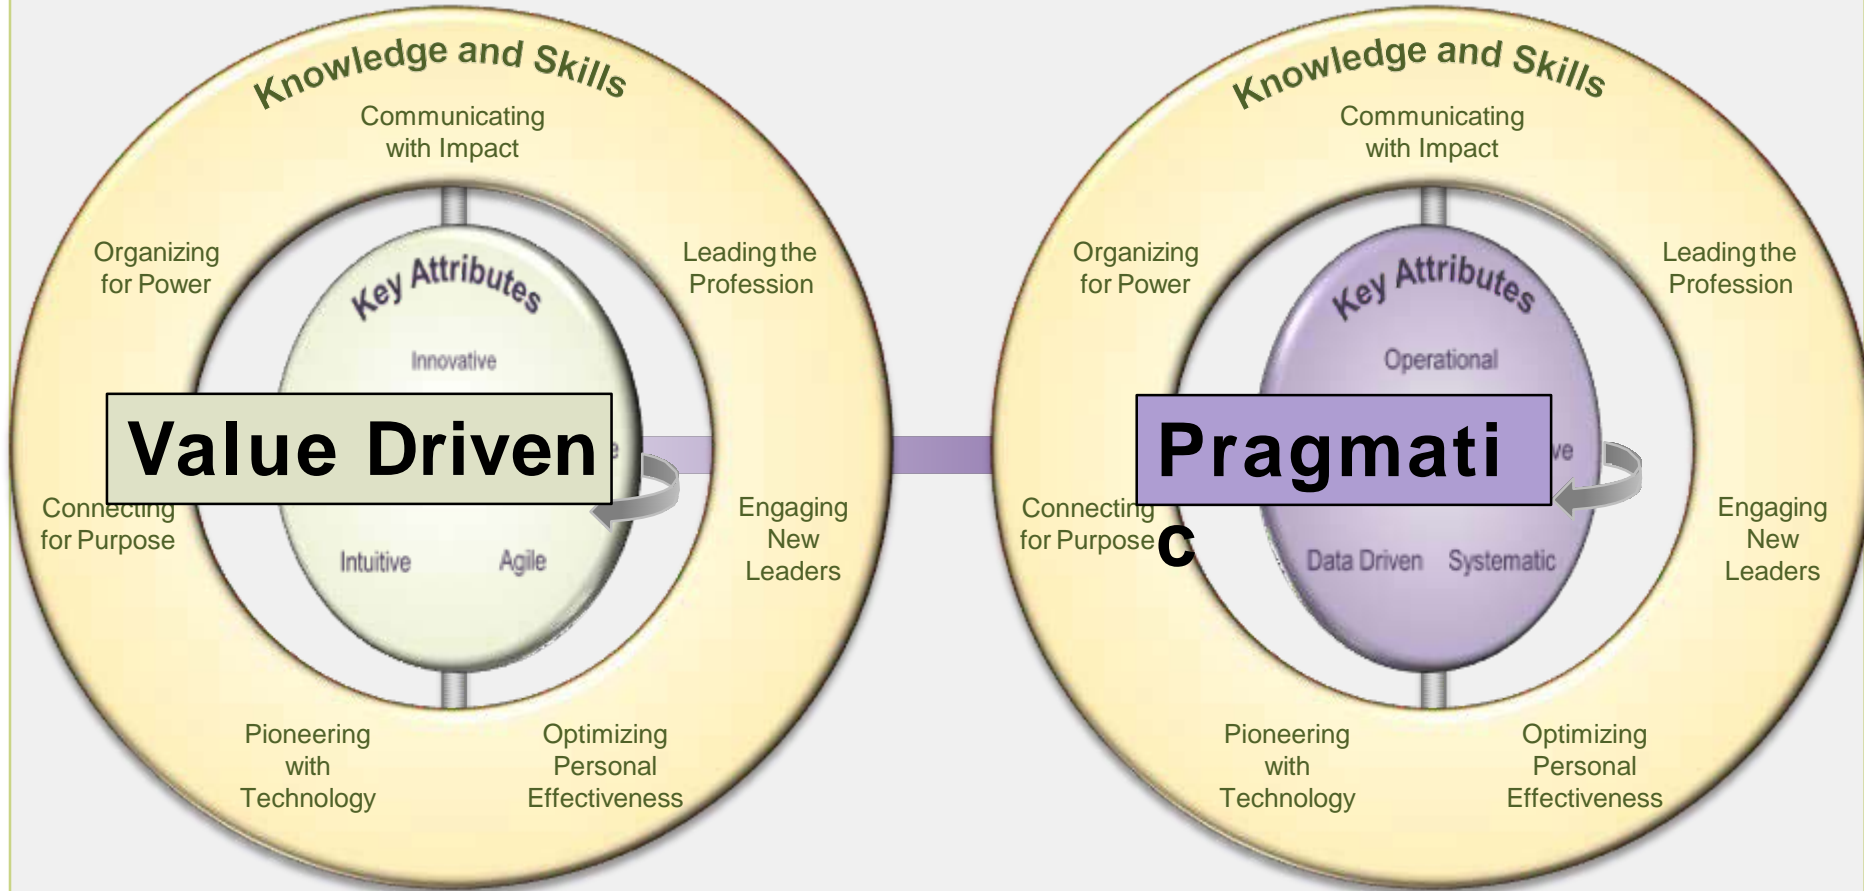 Knowledge and Skills
Communicating
with Impact
Organizing
for Power
Leading the
Profession
Key Attributes
Innovative
Value Driven
Connecting
for Purpose
Engaging
New
Leaders
Intuitive
Agile
Pioneering
with
Technology
Optimizing
Personal
Effectiveness
Knowledge and Skills
Communicating
with Impact
Organizing
for Power
Leading the
Profession
Key Attributes
Operational
Pragmati
c
Connecting
for Purpose
Engaging
New
Leaders
Data Driven
Systematic
Pioneering
with
Technology
Optimizing
Personal
Effectiveness